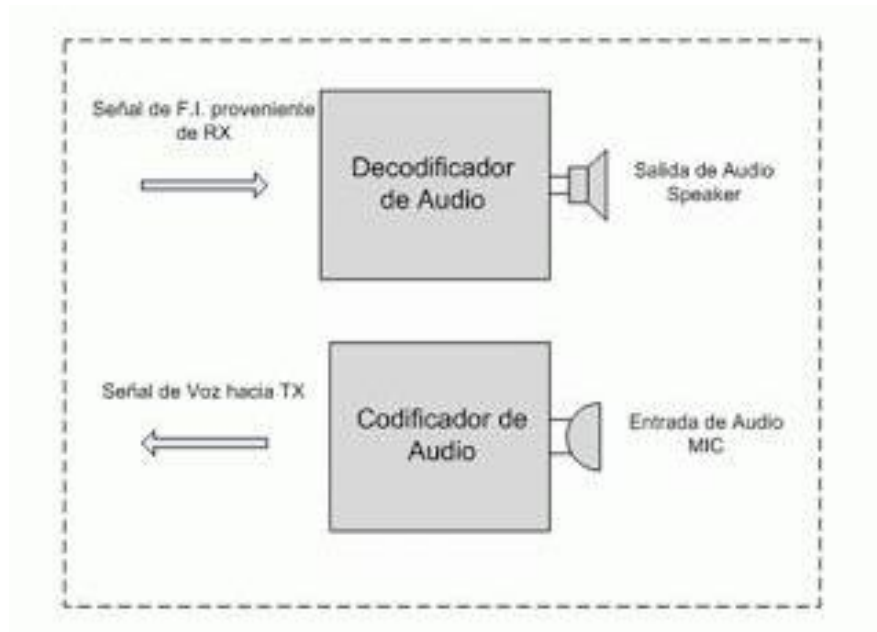 Señal de F.I. proveniente
de RX
Decodificador
de Audio
Salida de Audio
Speaker
Señal de Voz hacia TX
Codificador de
Audio
Entrada de Audio
MIC